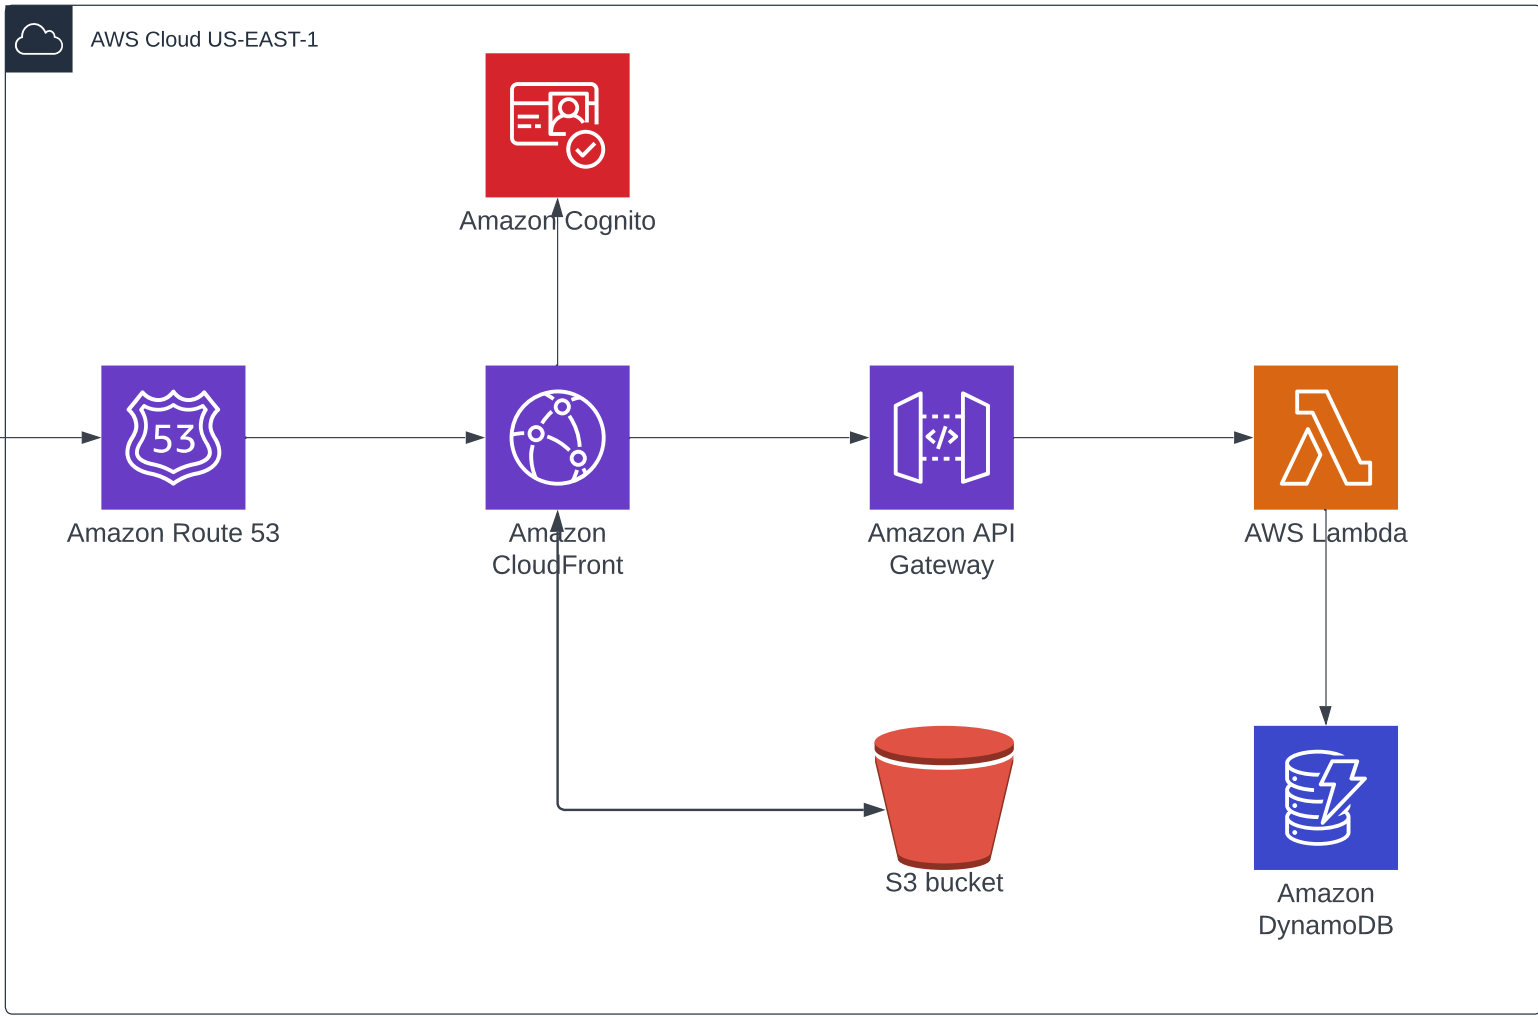 AWS Cloud US-EAST-1
Amazon Cognito
53
Amazon Route 53
Amazon
CloudFront
</>
Amazon API
Gateway
AWS Lambda
S3 bucket
Amazon
DynamoDB